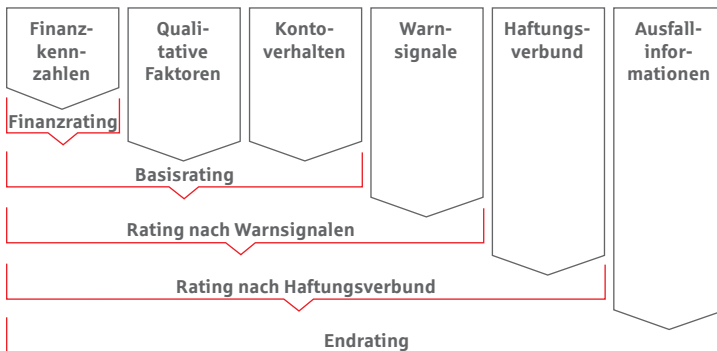 Finanz-
kenn-
zahlen
Quali-
tative
Faktoren
Konto-
verhalten
Warn-
signale
Haftungs-
verbund
Ausfall-
infor-
mationen
Finanzrating
Basisrating
Rating nach Warnsignalen
Rating nach Haftungsverbund
Endrating